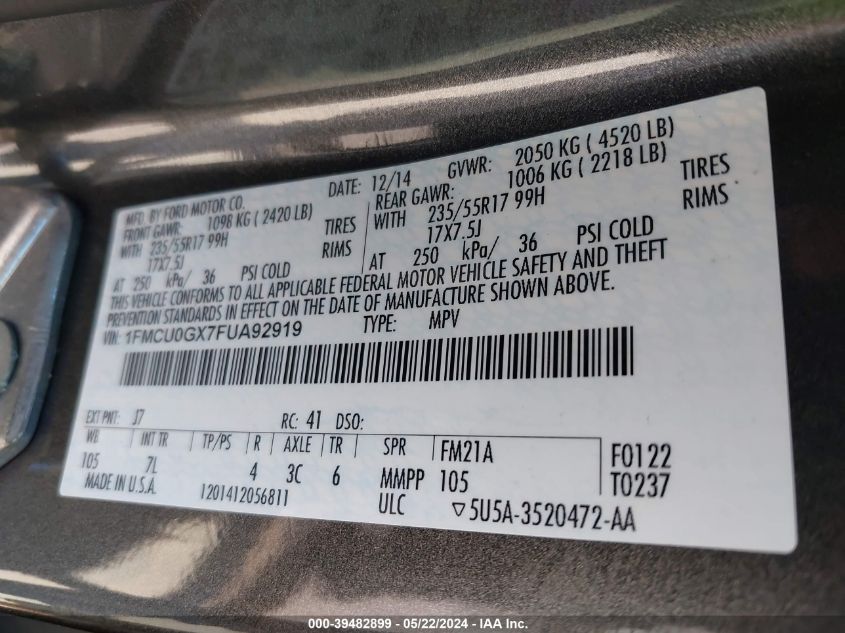 MFD. BY FORD MOTOR CO. DATE: 12/14 GVWR: 2050 KG ( 4520 LB)
FRONT GAWR: 1098 KG ( 2420 LB) REAR GAWR: 1006 KG ( 2218 LB)
WITH 235/55R17 99H TIRES WITH 235/55R17 99H TIRES
17X7.5J RIMS 17X7.5J RIMS
AT 250 kPa/ 36 PSI COLD AT 250 kPa/ 36 PSI COLD
THIS VEHICLE CONFORMS TO ALL APPLICABLE FEDERAL MOTOR VEHICLE SAFETY AND THEFT
PREVENTION STANDARDS IN EFFECT ON THE DATE OF MANUFACTURE SHOWN ABOVE.
VIN: 1FMCU0GX7FUA92919 TYPE: MPV
EXT PNT: J7 RC: 41 DSO:
WB INT TR TP/PS R AXLE TR SPR FM21A F0122
105 7L 4 3C 6 MMPP 105 T0237
MADE IN U.S.A. 1201412056811 ULC ▽5U5A-3520472-AA
000-39482899 - 05/22/2024 - IAA Inc.